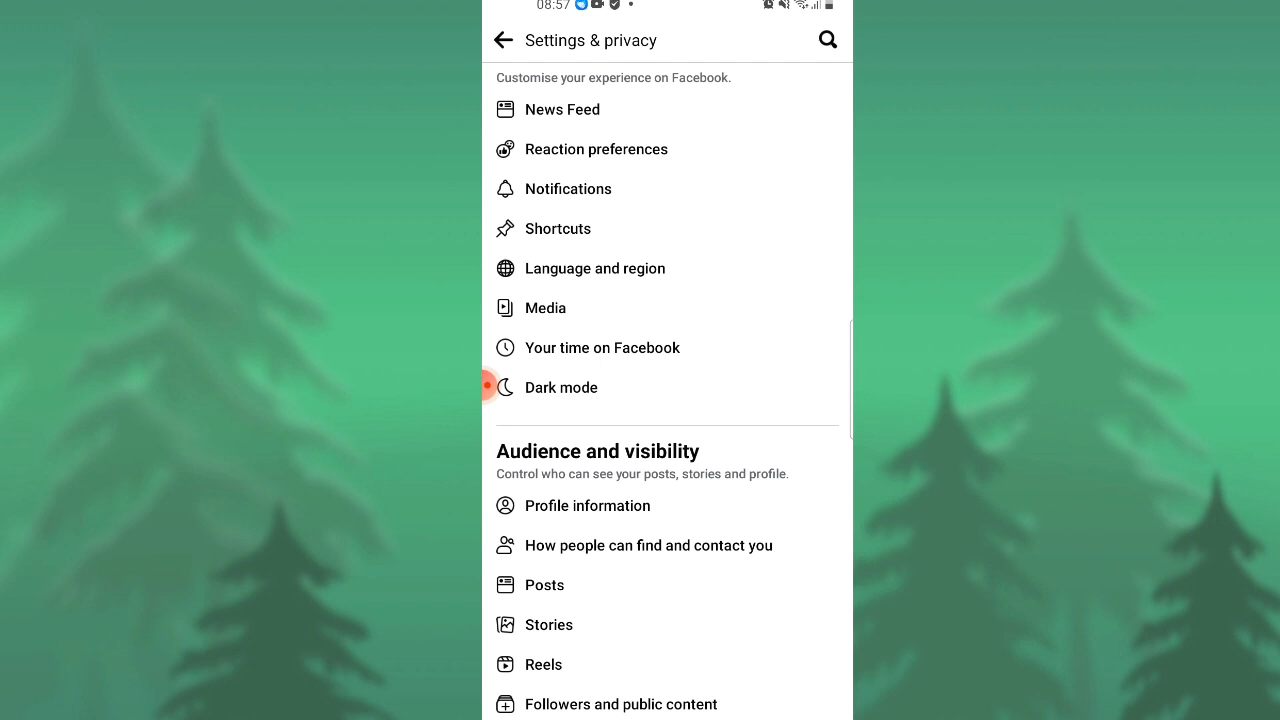 08:57
Settings & privacy
Customise your experience on Facebook.
News Feed
Reaction preferences
Notifications
Shortcuts
Language and region
Media
Your time on Facebook
Dark mode
Audience and visibility
Control who can see your posts, stories and profile.
Profile information
How people can find and contact you
Posts
Stories
Reels
Followers and public content